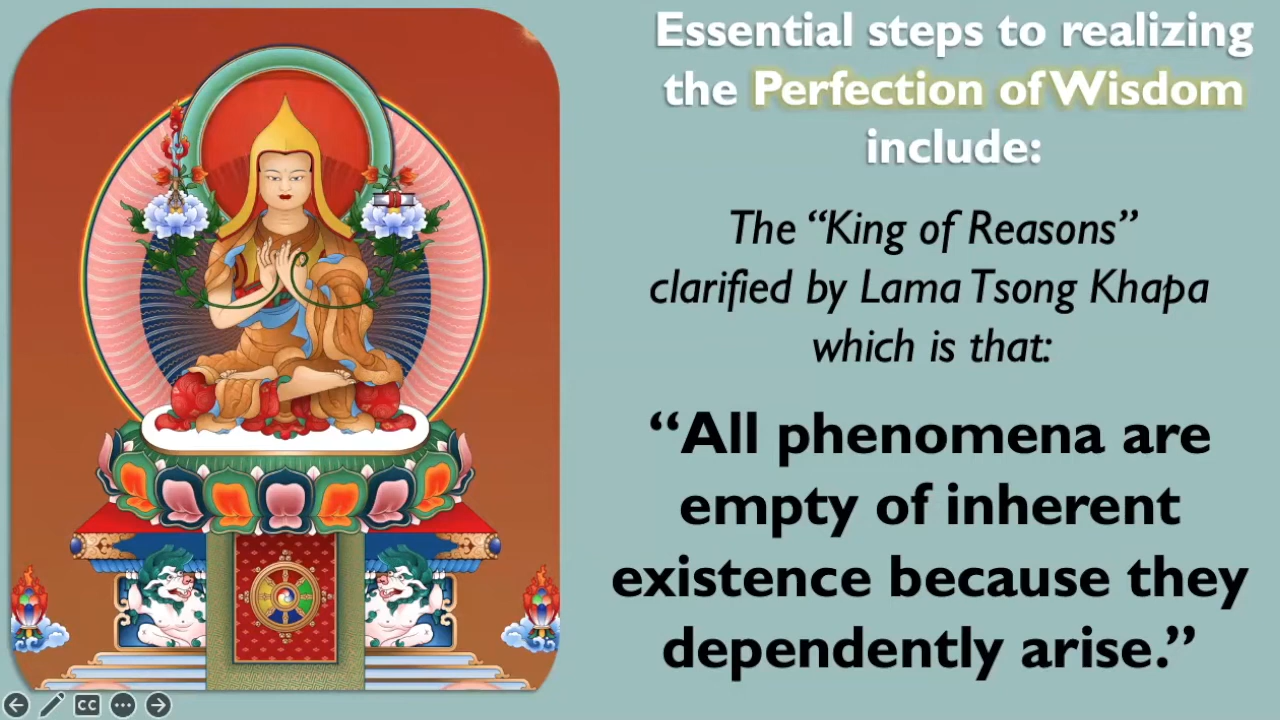 Essential steps to realizing
the Perfection of Wisdom
include:
The “King of Reasons”
clarified by Lama Tsong Khapa
which is that:
“All phenomena are
empty of inherent
existence because they
dependently arise.”
CC